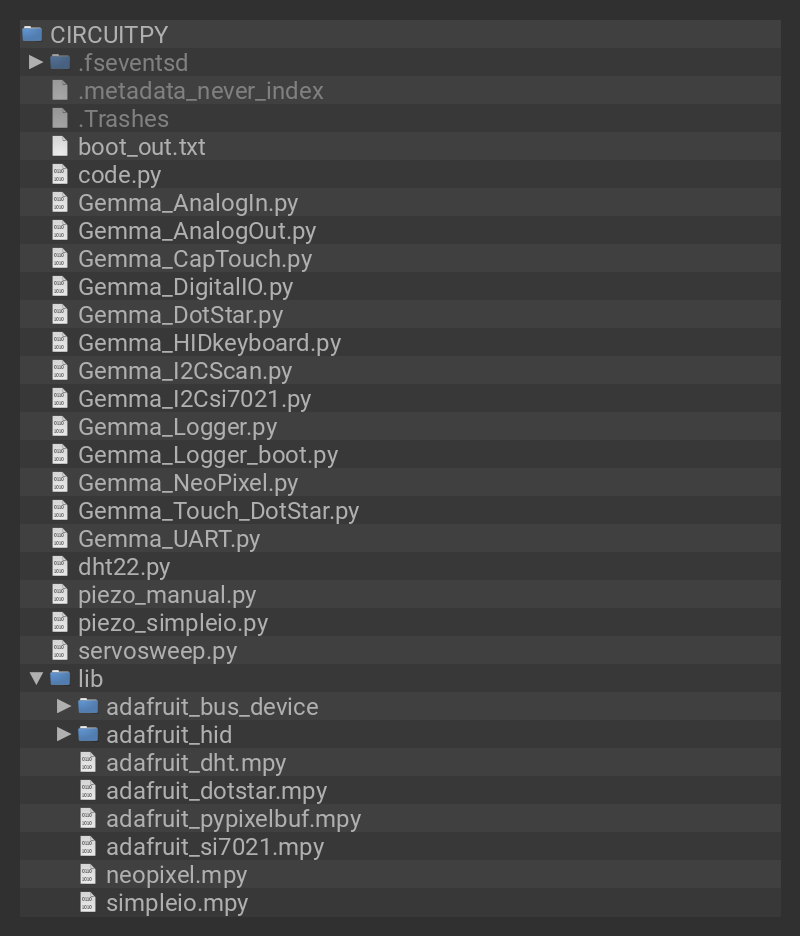 CIRCUITPY
.fseventsd
.metadata_never_index
.Trashes
boot_out.txt
code.py
Gemma_AnalogIn.py
Gemma_AnalogOut.py
Gemma_CapTouch.py
Gemma_DigitalIO.py
Gemma_DotStar.py
Gemma_HIDkeyboard.py
Gemma_I2CScan.py
Gemma_I2Csi7021.py
Gemma_Logger.py
Gemma_Logger_boot.py
Gemma_NeoPixel.py
Gemma_Touch_DotStar.py
Gemma_UART.py
dht22.py
piezo_manual.py
piezo_simpleio.py
servosweep.py
lib
adafruit_bus_device
adafruit_hid
adafruit_dht.mpy
adafruit_dotstar.mpy
adafruit_pypixelbuf.mpy
adafruit_si7021.mpy
neopixel.mpy
simpleio.mpy